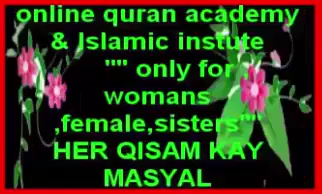 online quran academy
& Islamic instute
"" only for
womans
,female,sisters""
HER QISAM KAY
MASYAL